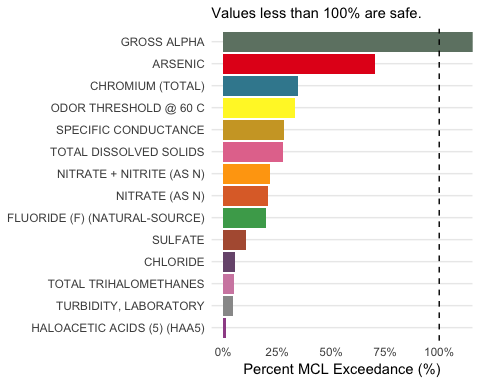 Values less than 100% are safe.
GROSS ALPHA
ARSENIC
CHROMIUM (TOTAL)
ODOR THRESHOLD @ 60 C
SPECIFIC CONDUCTANCE
TOTAL DISSOLVED SOLIDS
NITRATE + NITRITE (AS N)
NITRATE (AS N)
FLUORIDE (F) (NATURAL-SOURCE)
SULFATE
CHLORIDE
TOTAL TRIHALOMETHANES
TURBIDITY, LABORATORY
HALOACETIC ACIDS (5) (HAA5)
0% 25% 50% 75% 100%
Percent MCL Exceedance (%)